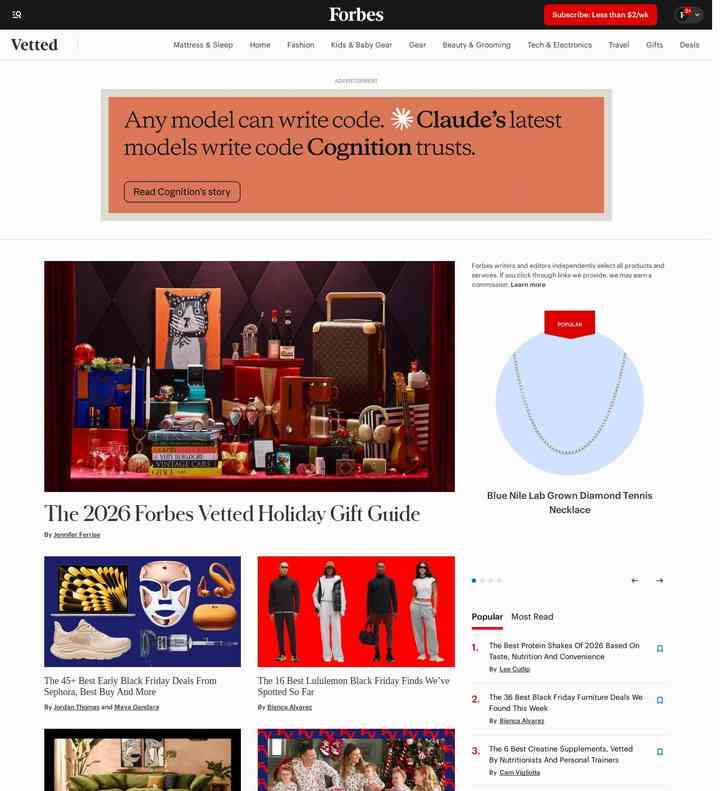 Forbes
Subscribe: Less than $2/wk
9+
Vetted
Mattress & Sleep
Home
Fashion
Kids & Baby Gear
Gear
Beauty & Grooming
Tech & Electronics
Travel
Gifts
Deals
ADVERTISEMENT
Any model can write code. Claude's latest
models write code Cognition trusts.
Read Cognition's story
Forbes writers and editors independently select all products and
services. If you click through links we provide, we may earn a
commission. Learn more
POPULAR
VINTAGE CARS
Blue Nile Lab Grown Diamond Tennis
Necklace
The 2026 Forbes Vetted Holiday Gift Guide
By Jennifer Ferrise
The 45+ Best Early Black Friday Deals From
Sephora, Best Buy And More
By Jordan Thomas and Maya Gandara
The 16 Best Lululemon Black Friday Finds We've
Spotted So Far
By Bianca Alvarez
Popular
Most Read
1.
The Best Protein Shakes Of 2026 Based On
Taste, Nutrition And Convenience
By Lee Cutlip
2.
The 36 Best Black Friday Furniture Deals We
Found This Week
By Bianca Alvarez
3.
The 6 Best Creatine Supplements, Vetted
By Nutritionists And Personal Trainers
By Cam Vigliotta